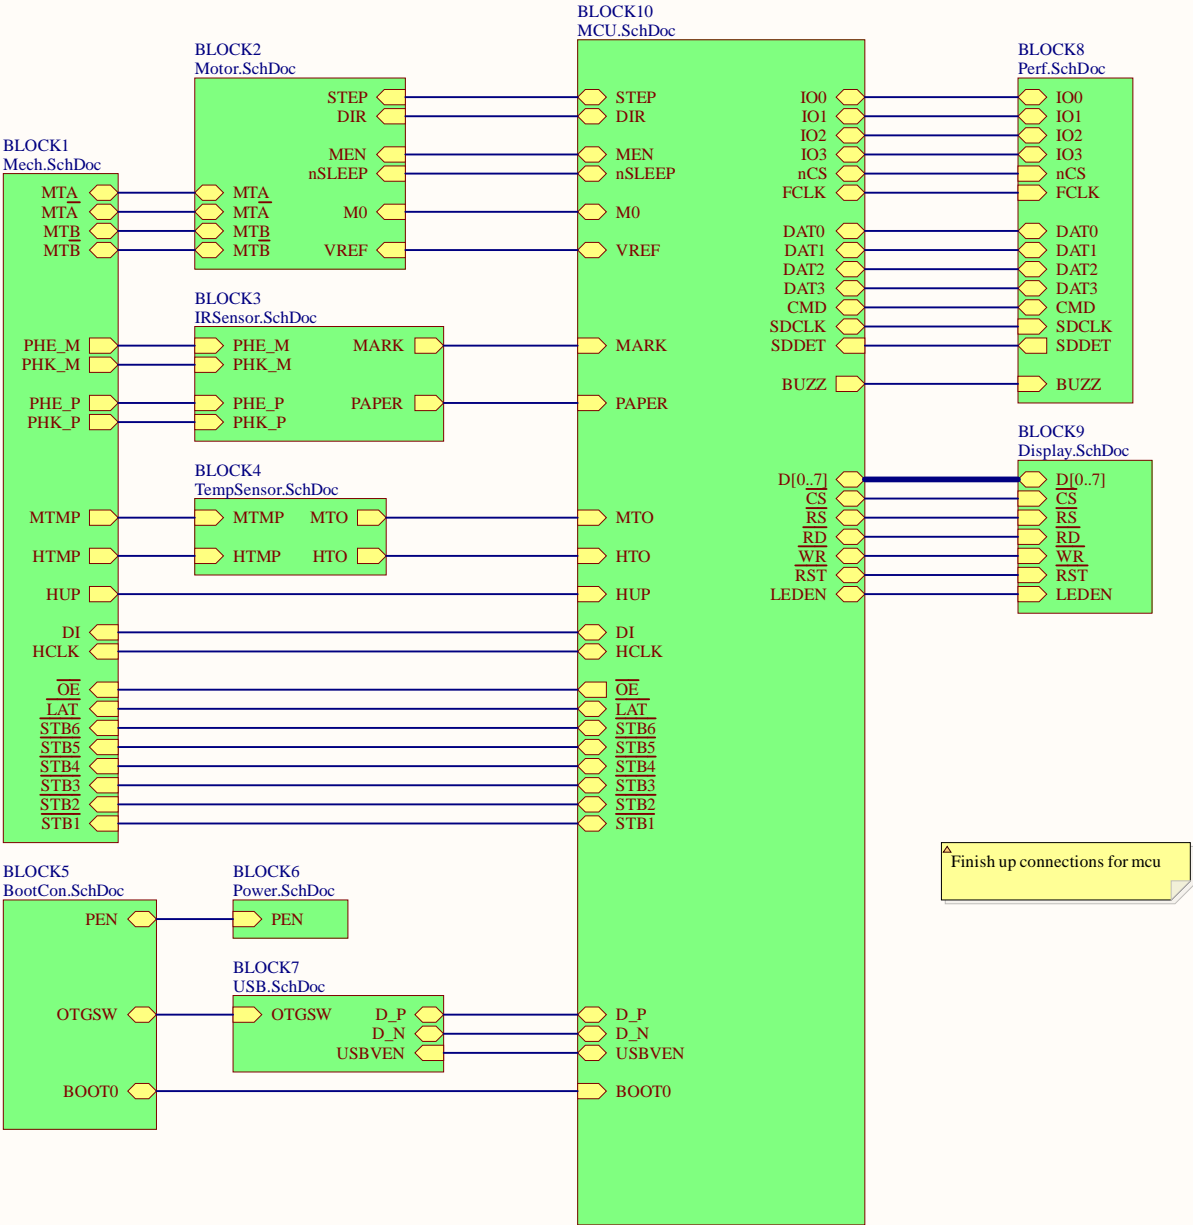 BLOCK10
MCU.SchDoc
BLOCK2
Motor.SchDoc
BLOCK8
Perf.SchDoc
STEP STEP IO0 IO0
DIR DIR IO1 IO1
IO2 IO2
BLOCK1
Mech.SchDoc
MEN MEN IO3 IO3
nSLEEP nSLEEP nCS nCS
MTA MTA FCLK FCLK
MTA MTA M0 M0
MTB MTB DAT0 DAT0
MTB MTB VREF VREF DAT1 DAT1
DAT2 DAT2
DAT3 DAT3
BLOCK3
IRSensor.SchDoc
CMD CMD
SDCLK SDCLK
PHE_M PHE_M MARK MARK SDDET SDDET
PHK_M PHK_M
BUZZ BUZZ
PHE_P PHE_P PAPER PAPER
PHK_P PHK_P
BLOCK9
Display.SchDoc
BLOCK4
TempSensor.SchDoc
D[0..7] D[0..7]
CS CS
MTMP MTMP MTO MTO RS RS
RD RD
HTMP HTMP HTO HTO WR WR
RST RST
HUP HUP LEDEN LEDEN
DI DI
HCLK HCLK
OE OE
LAT LAT
STB6 STB6
STB5 STB5
STB4 STB4
STB3 STB3
STB2 STB2
STB1 STB1
Finish up connections for mcu
BLOCK5
BootCon.SchDoc
BLOCK6
Power.SchDoc
PEN PEN
BLOCK7
USB.SchDoc
OTGSW OTGSW D_P D_P
D_N D_N
USBVEN USBVEN
BOOT0 BOOT0